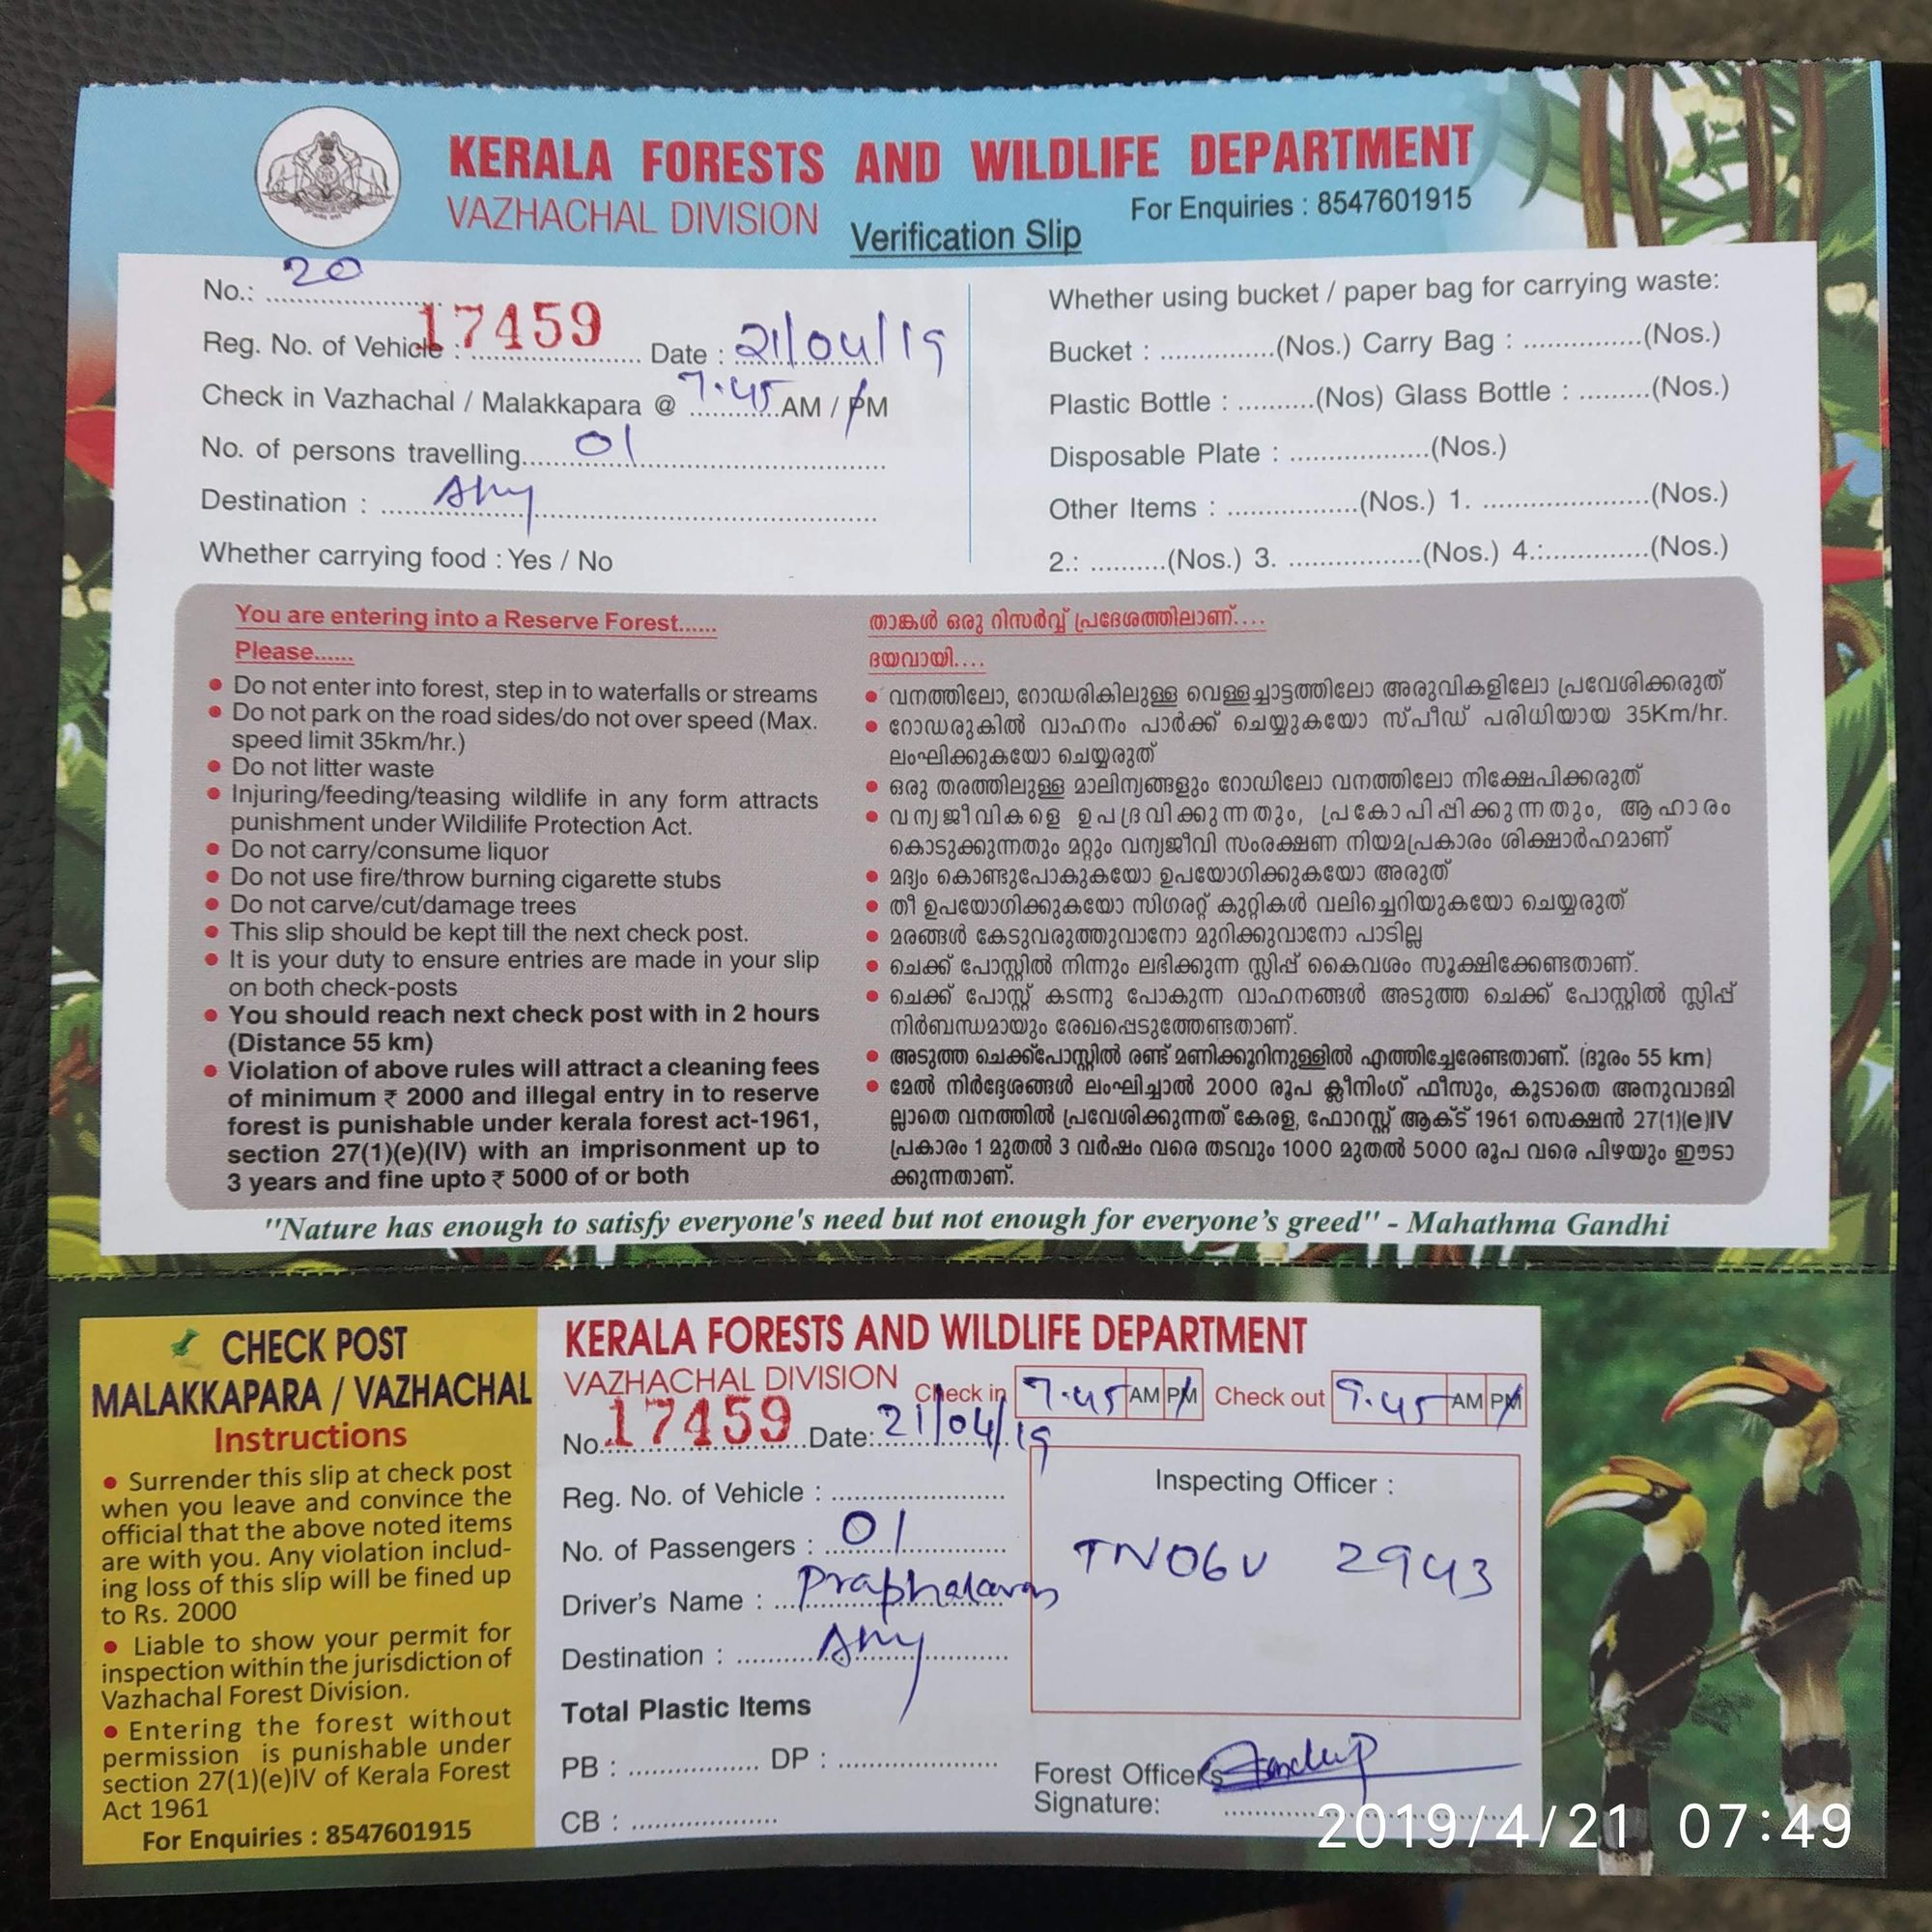 KERALA FORESTS AND WILDLIFE DEPARTMENT
VAZHACHAL DIVISION
Verification Slip
For Enquiries : 8547601915
No.: 20
Reg. No. of Vehicle : 17459 Date : 21/04/19
Check in Vazhachal / Malakkapara @ 7.45 AM / PM
No. of persons travelling 01
Destination : Any
Whether carrying food : Yes / No
Whether using bucket / paper bag for carrying waste:
Bucket : ...............(Nos.) Carry Bag : ...............(Nos.)
Plastic Bottle : ..........(Nos) Glass Bottle : .........(Nos.)
Disposable Plate : ..................(Nos.)
Other Items : .................(Nos.) 1. .....................(Nos.)
2.: ..........(Nos.) 3. .................(Nos.) 4.:.............(Nos.)
You are entering into a Reserve Forest......
Please......
• Do not enter into forest, step in to waterfalls or streams
• Do not park on the road sides/do not over speed (Max.
speed limit 35km/hr.)
• Do not litter waste
• Injuring/feeding/teasing wildlife in any form attracts
punishment under Wildilife Protection Act.
• Do not carry/consume liquor
• Do not use fire/throw burning cigarette stubs
• Do not carve/cut/damage trees
• This slip should be kept till the next check post.
• It is your duty to ensure entries are made in your slip
on both check-posts
• You should reach next check post with in 2 hours
(Distance 55 km)
• Violation of above rules will attract a cleaning fees
of minimum ₹ 2000 and illegal entry in to reserve
forest is punishable under kerala forest act-1961,
section 27(1)(e)(IV) with an imprisonment up to
3 years and fine upto ₹ 5000 of or both
താങ്കൾ ഒരു റിസർവ്വ് പ്രദേശത്തിലാണ്....
ദയവായി....
• വനത്തിലോ, റോഡരികിലുള്ള വെള്ളച്ചാട്ടത്തിലോ അരുവികളിലോ പ്രവേശിക്കരുത്
• റോഡരുകിൽ വാഹനം പാർക്ക് ചെയ്യുകയോ സ്പീഡ് പരിധിയായ 35Km/hr.
ലംഘിക്കുകയോ ചെയ്യരുത്
• ഒരു തരത്തിലുള്ള മാലിന്യങ്ങളും റോഡിലോ വനത്തിലോ നിക്ഷേപിക്കരുത്
• വന്യജീവികളെ ഉപദ്രവിക്കുന്നതും, പ്രകോപിപ്പിക്കുന്നതും, ആഹാരം
കൊടുക്കുന്നതും മറ്റും വന്യജീവി സംരക്ഷണ നിയമപ്രകാരം ശിക്ഷാർഹമാണ്
• മദ്യം കൊണ്ടുപോകുകയോ ഉപയോഗിക്കുകയോ അരുത്
• തീ ഉപയോഗിക്കുകയോ സിഗരറ്റ് കുറ്റികൾ വലിച്ചെറിയുകയോ ചെയ്യരുത്
• മരങ്ങൾ കേടുവരുത്തുവാനോ മുറിക്കുവാനോ പാടില്ല
• ചെക്ക് പോസ്റ്റിൽ നിന്നും ലഭിക്കുന്ന സ്ലിപ്പ് കൈവശം സൂക്ഷിക്കേണ്ടതാണ്.
• ചെക്ക് പോസ്റ്റ് കടന്നു പോകുന്ന വാഹനങ്ങൾ അടുത്ത ചെക്ക് പോസ്റ്റിൽ സ്ലിപ്പ്
നിർബന്ധമായും രേഖപ്പെടുത്തേണ്ടതാണ്.
• അടുത്ത ചെക്ക്പോസ്റ്റിൽ രണ്ട് മണിക്കൂറിനുള്ളിൽ എത്തിച്ചേരേണ്ടതാണ്. (ദൂരം 55 km)
• മേൽ നിർദ്ദേശങ്ങൾ ലംഘിച്ചാൽ 2000 രൂപ ക്ലീനിംഗ് ഫീസും, കൂടാതെ അനുവാദമി
ല്ലാതെ വനത്തിൽ പ്രവേശിക്കുന്നത് കേരള, ഫോറസ്റ്റ് ആക്ട് 1961 സെക്ഷൻ 27(1)(e)IV
പ്രകാരം 1 മുതൽ 3 വർഷം വരെ തടവും 1000 മുതൽ 5000 രൂപ വരെ പിഴയും ഈടാ
ക്കുന്നതാണ്.
"Nature has enough to satisfy everyone's need but not enough for everyone's greed" - Mahathma Gandhi
CHECK POST
MALAKKAPARA / VAZHACHAL
Instructions
• Surrender this slip at check post
when you leave and convince the
official that the above noted items
are with you. Any violation includ-
ing loss of this slip will be fined up
to Rs. 2000
• Liable to show your permit for
inspection within the jurisdiction of
Vazhachal Forest Division.
• Entering the forest without
permission is punishable under
section 27(1)(e)IV of Kerala Forest
Act 1961
For Enquiries : 8547601915
KERALA FORESTS AND WILDLIFE DEPARTMENT
VAZHACHAL DIVISION
Check in 7.45 AM PM Check out 9.45 AM PM
No. 17459 Date: 21/04/19
Reg. No. of Vehicle : ........................
No. of Passengers : 01
Driver's Name : Prabhakaran
Destination : Any
Total Plastic Items
PB : .................. DP : ......................
CB : ....................
Inspecting Officer :
TN06U 2943
Forest Officers
Signature:
2019/4/21 07:49